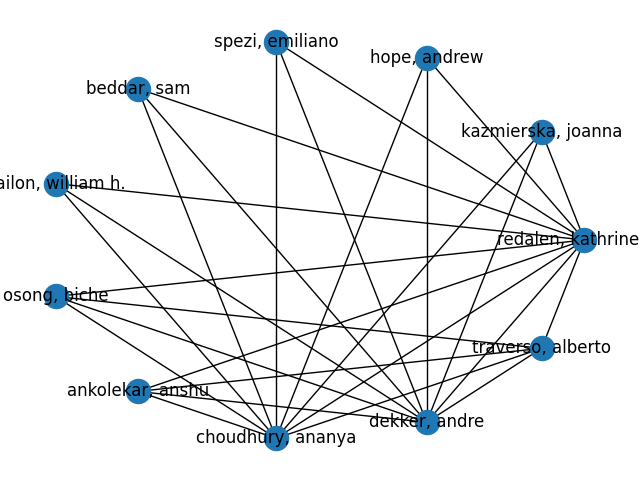 spezi, emiliano
hope, andrew
beddar, sam
kazmierska, joanna
ailon, william h.
redalen, kathrine
osong, biche
traverso, alberto
ankolekar, anshu
dekker, andre
choudhury, ananya